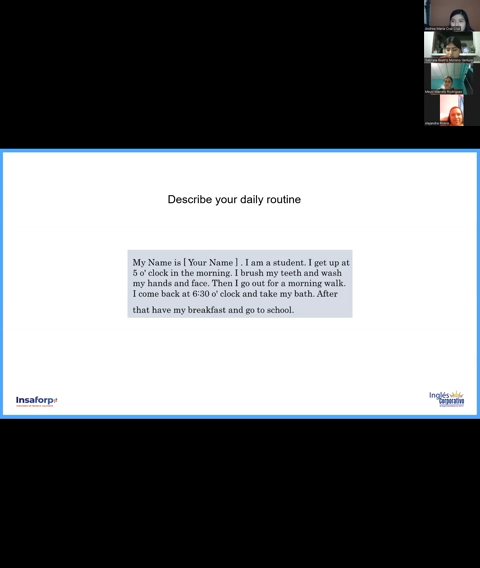 Describe your daily routine
My Name is [ Your Name ] . I am a student. I get up at
5 o' clock in the morning. I brush my teeth and wash
my hands and face. Then I go out for a morning walk.
I come back at 6:30 o' clock and take my bath. After
that have my breakfast and go to school.
Insaforp
Inglés
Corporativo